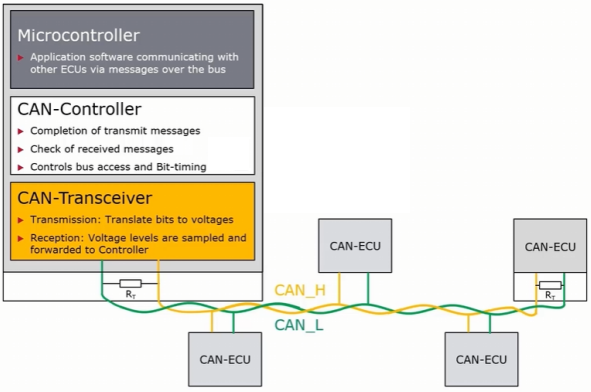 Microcontroller
▶ Application software communicating with
other ECUs via messages over the bus
CAN-Controller
▶ Completion of transmit messages
▶ Check of received messages
▶ Controls bus access and Bit-timing
CAN-Transceiver
▶ Transmission: Translate bits to voltages
▶ Reception: Voltage levels are sampled and
forwarded to Controller
RT
CAN_H
CAN_L
CAN-ECU
CAN-ECU
RT
CAN-ECU
CAN-ECU